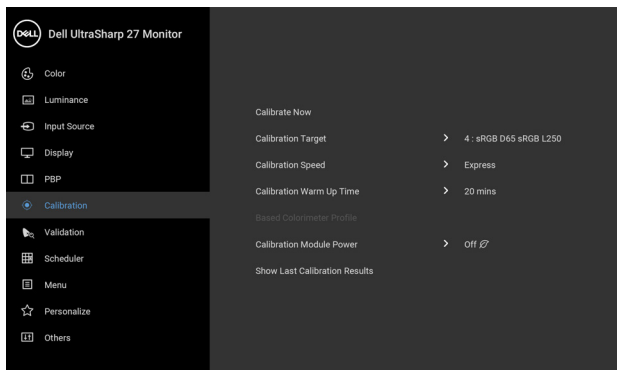 DELL
Dell UltraSharp 27 Monitor
Color
Luminance
Input Source
Display
PBP
Calibration
Validation
Scheduler
Menu
Personalize
Others
Calibrate Now
Calibration Target > 4 : sRGB D65 sRGB L250
Calibration Speed > Express
Calibration Warm Up Time > 20 mins
Based Colorimeter Profile
Calibration Module Power > Off
Show Last Calibration Results